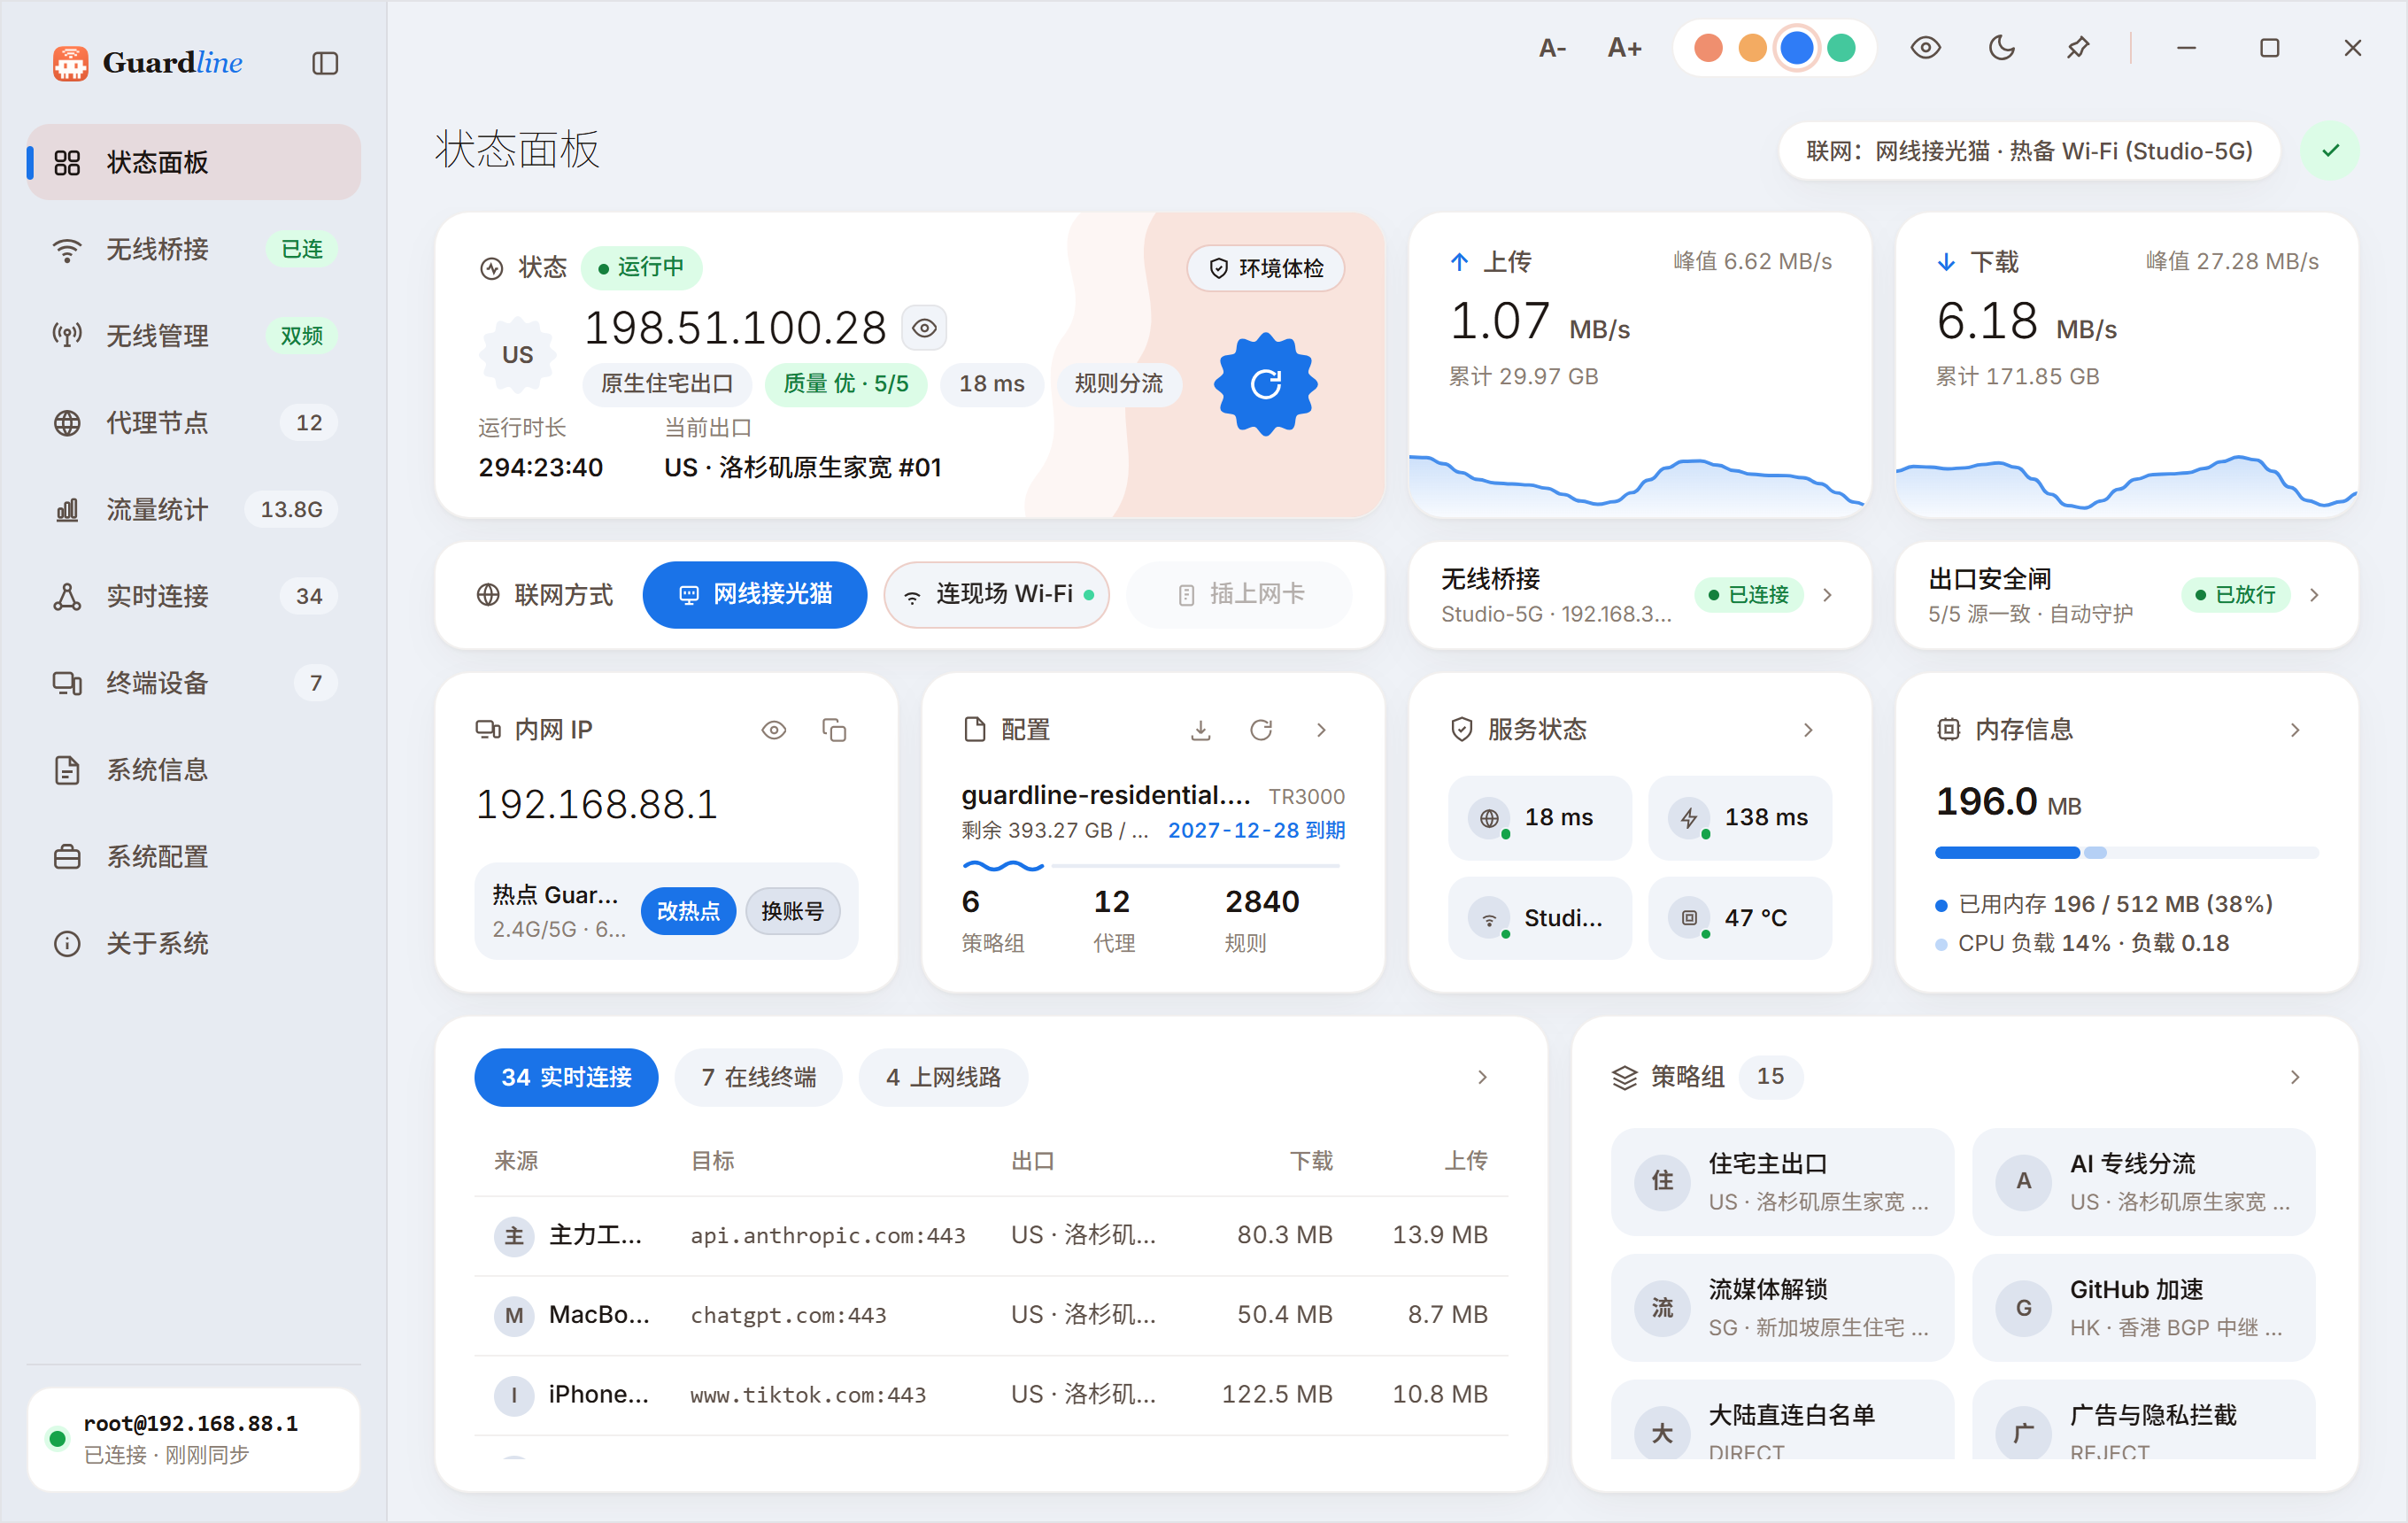 Guardline
A-
A+
状态面板
无线桥接 已连
无线管理 双频
代理节点 12
流量统计 13.8G
实时连接 34
终端设备 7
系统信息
系统配置
关于系统
root@192.168.88.1
已连接 · 刚刚同步
状态面板
联网：网线接光猫 · 热备 Wi-Fi (Studio-5G)
状态 运行中
环境体检
US
198.51.100.28
原生住宅出口 质量 优 · 5/5 18 ms 规则分流
运行时长 当前出口
294:23:40 US · 洛杉矶原生家宽 #01
上传 峰值 6.62 MB/s
1.07 MB/s
累计 29.97 GB
下载 峰值 27.28 MB/s
6.18 MB/s
累计 171.85 GB
联网方式 网线接光猫 连现场 Wi-Fi 插上网卡
无线桥接
Studio-5G · 192.168.3...
已连接
出口安全闸
5/5 源一致 · 自动守护
已放行
内网 IP
192.168.88.1
热点 Guar...
2.4G/5G · 6...
改热点 换账号
配置
guardline-residential.... TR3000
剩余 393.27 GB / ... 2027-12-28 到期
6 12 2840
策略组 代理 规则
服务状态
18 ms 138 ms
Studi... 47 °C
内存信息
196.0 MB
已用内存 196 / 512 MB (38%)
CPU 负载 14% · 负载 0.18
34 实时连接 7 在线终端 4 上网线路
来源 目标 出口 下载 上传
主 主力工... api.anthropic.com:443 US · 洛杉矶... 80.3 MB 13.9 MB
M MacBo... chatgpt.com:443 US · 洛杉矶... 50.4 MB 8.7 MB
I iPhone... www.tiktok.com:443 US · 洛杉矶... 122.5 MB 10.8 MB
策略组 15
住 住宅主出口
US · 洛杉矶原生家宽 ...
A AI 专线分流
US · 洛杉矶原生家宽 ...
流 流媒体解锁
SG · 新加坡原生住宅 ...
G GitHub 加速
HK · 香港 BGP 中继 ...
大 大陆直连白名单
DIRECT
广 广告与隐私拦截
REJECT